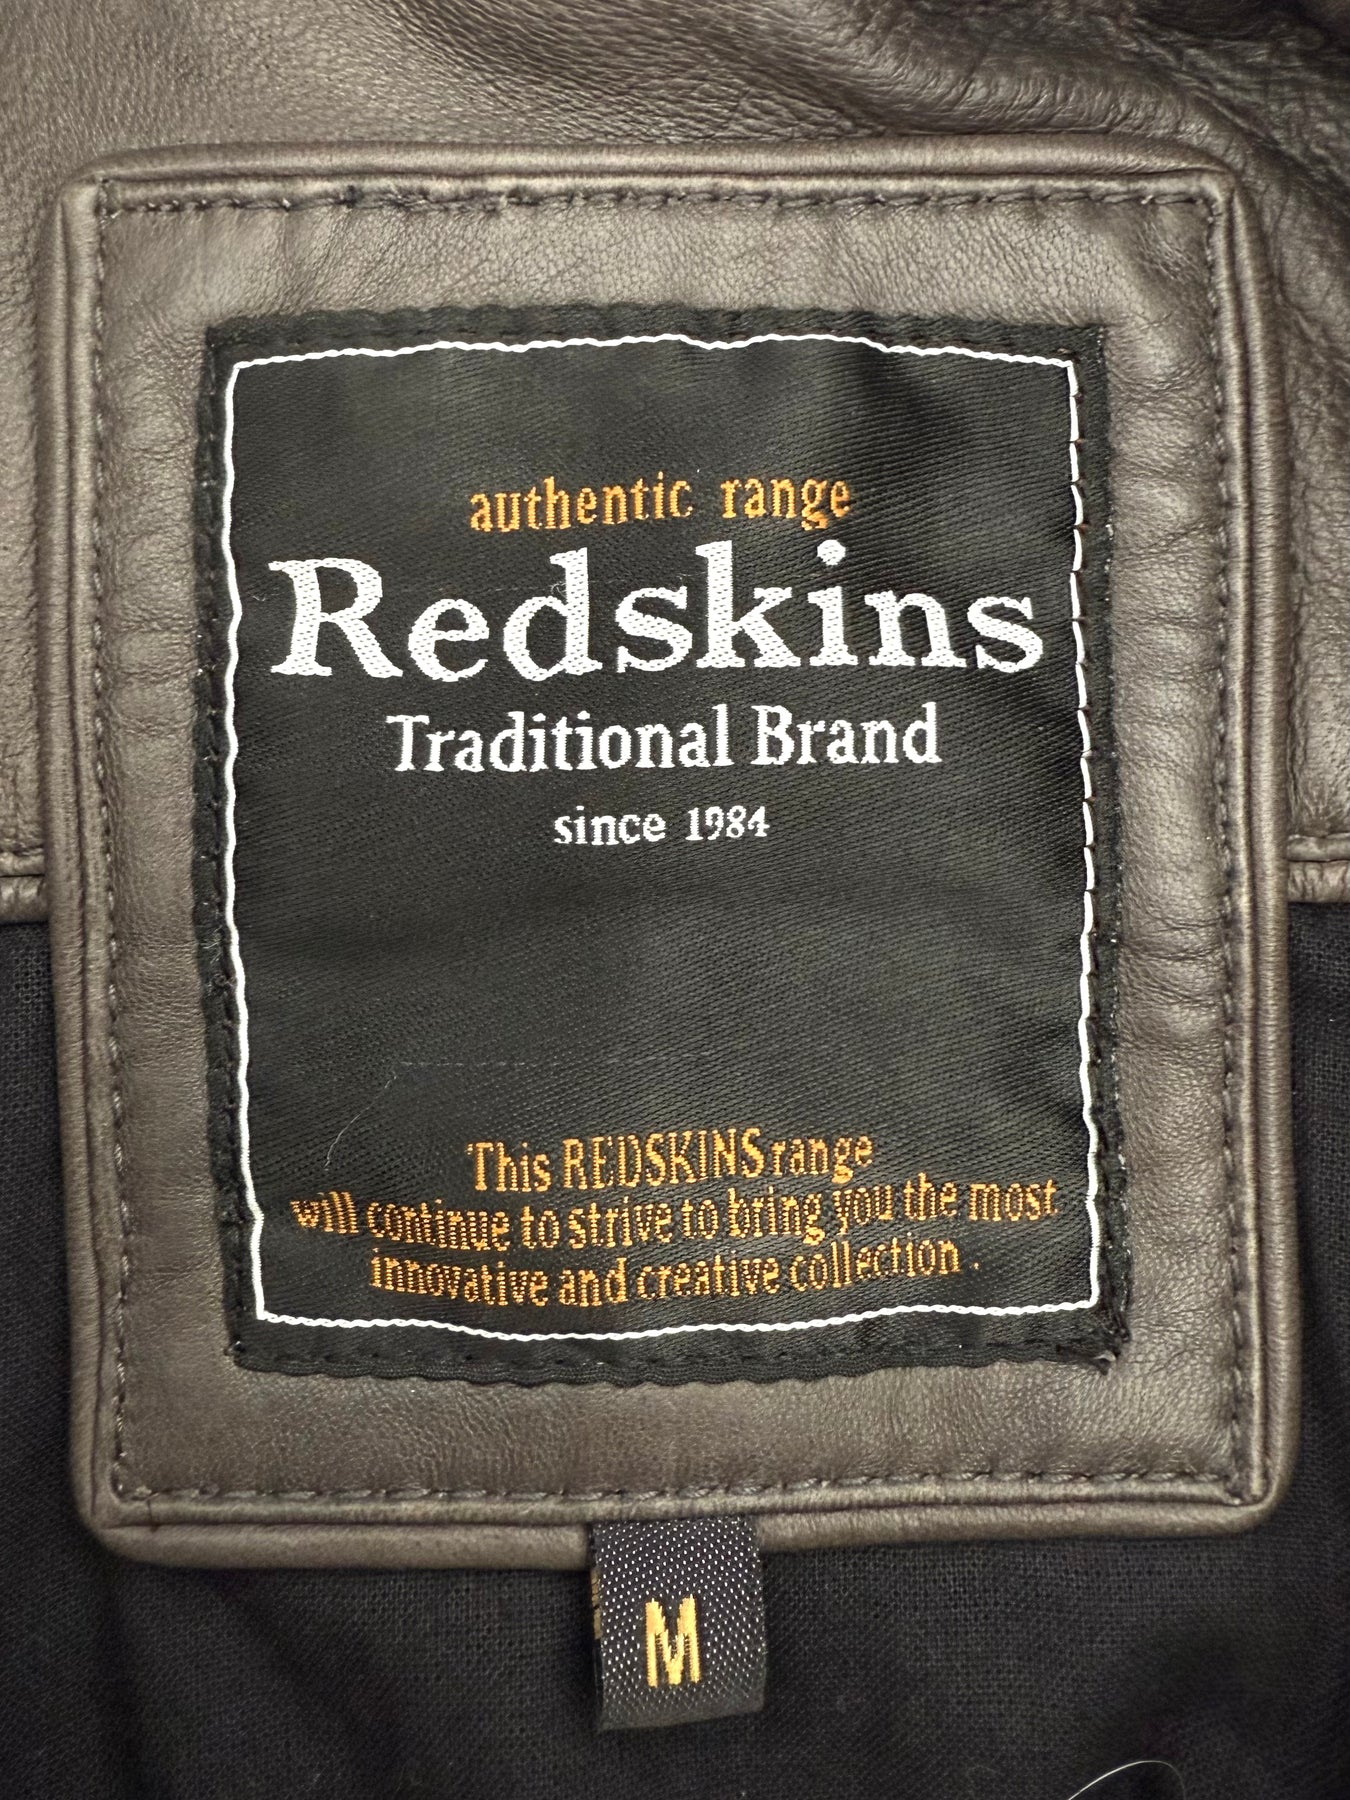 authentic range
Redskins
Traditional Brand
since 1984
This REDSKINS range
will continue to strive to bring you the most
innovative and creative collection .
M